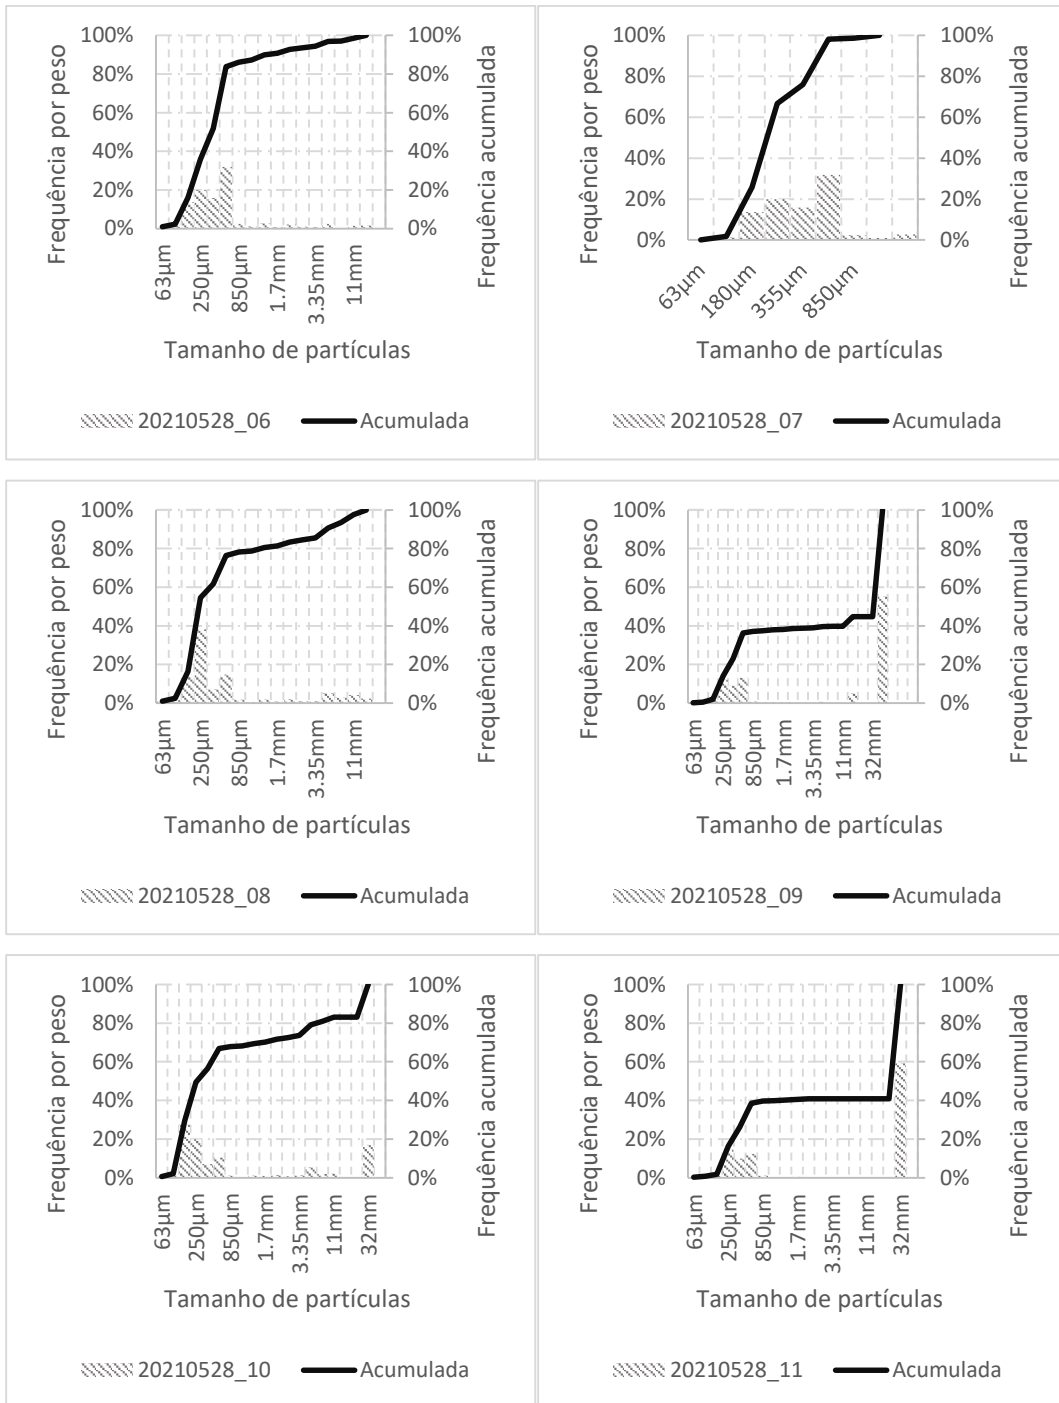 100%
80%
60%
40%
20%
0%
100%
80%
60%
40%
20%
0%
Frequência por peso
Frequência acumulada
63µm
250µm
850µm
1.7mm
3.35mm
11mm
Tamanho de partículas
20210528_06
Acumulada
100%
80%
60%
40%
20%
0%
100%
80%
60%
40%
20%
0%
Frequência por peso
Frequência acumulada
63µm
180µm
355µm
850µm
Tamanho de partículas
20210528_07
Acumulada
100%
80%
60%
40%
20%
0%
100%
80%
60%
40%
20%
0%
Frequência por peso
Frequência acumulada
63µm
250µm
850µm
1.7mm
3.35mm
11mm
Tamanho de partículas
20210528_08
Acumulada
100%
80%
60%
40%
20%
0%
100%
80%
60%
40%
20%
0%
Frequência por peso
Frequência acumulada
63µm
250µm
850µm
1.7mm
3.35mm
11mm
32mm
Tamanho de partículas
20210528_09
Acumulada
100%
80%
60%
40%
20%
0%
100%
80%
60%
40%
20%
0%
Frequência por peso
Frequência acumulada
63µm
250µm
850µm
1.7mm
3.35mm
11mm
32mm
Tamanho de partículas
20210528_10
Acumulada
100%
80%
60%
40%
20%
0%
100%
80%
60%
40%
20%
0%
Frequência por peso
Frequência acumulada
63µm
250µm
850µm
1.7mm
3.35mm
11mm
32mm
Tamanho de partículas
20210528_11
Acumulada